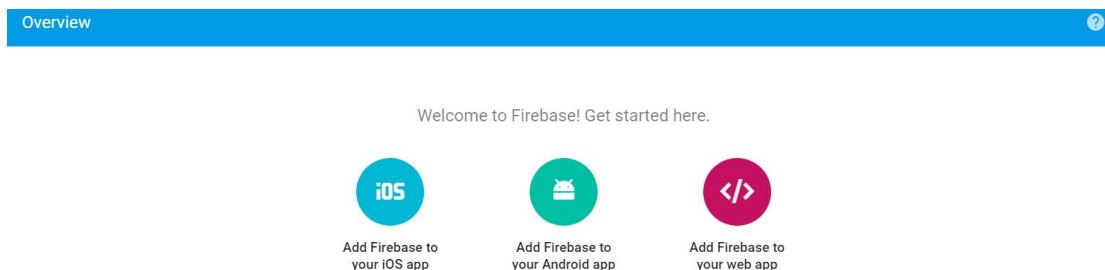 Overview
?
Welcome to Firebase! Get started here.
iOS
</>
Add Firebase to
your iOS app
Add Firebase to
your Android app
Add Firebase to
your web app